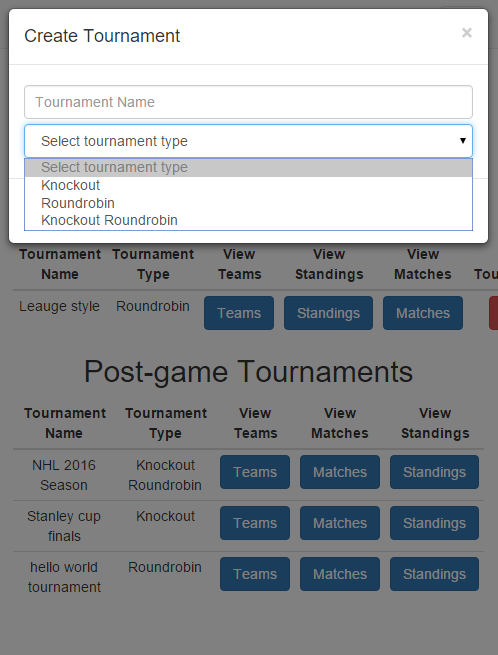 Create Tournament ×
Tournament Name
Select tournament type
Select tournament type
Knockout
Roundrobin
Knockout Roundrobin
Tournament Tournament View View View
Name Type Teams Standings Matches Tou
Leauge style Roundrobin Teams Standings Matches
Post-game Tournaments
Tournament Tournament View View View
Name Type Teams Matches Standings
NHL 2016 Knockout Teams Matches Standings
Season Roundrobin
Stanley cup Knockout Teams Matches Standings
finals
hello world Roundrobin Teams Matches Standings
tournament